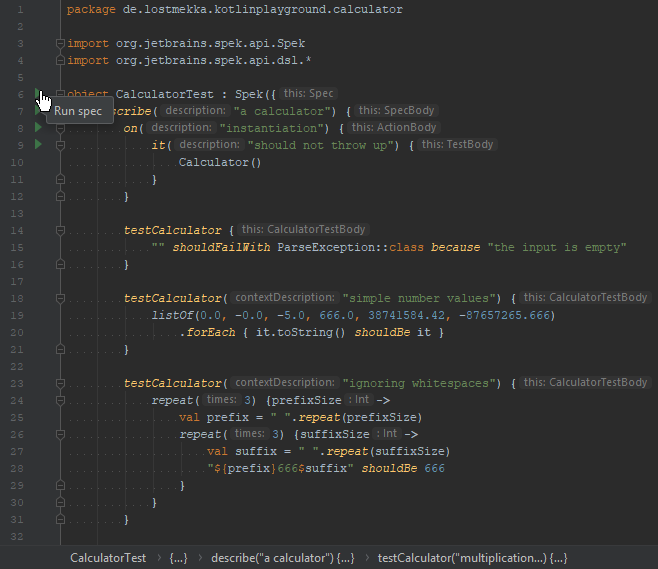 1 package de.lostmekka.kotlinplayground.calculator
2
3 import org.jetbrains.spek.api.Spek
4 import org.jetbrains.spek.api.dsl.*
5
6 object CalculatorTest : Spek({ this: Spec
7 scribe( description: "a calculator") { this: SpecBody
Run spec
8 on( description: "instantiation") { this: ActionBody
9 it( description: "should not throw up") { this: TestBody
10 Calculator()
11 }
12 }
13
14 testCalculator { this: CalculatorTestBody
15 "" shouldFailWith ParseException::class because "the input is empty"
16 }
17
18 testCalculator( contextDescription: "simple number values") { this: CalculatorTestBody
19 listOf(0.0, -0.0, -5.0, 666.0, 38741584.42, -87657265.666)
20 .forEach { it.toString() shouldBe it }
21 }
22
23 testCalculator( contextDescription: "ignoring whitespaces") { this: CalculatorTestBody
24 repeat( times: 3) {prefixSize : Int ->
25 val prefix = " ".repeat(prefixSize)
26 repeat( times: 3) {suffixSize : Int ->
27 val suffix = " ".repeat(suffixSize)
28 "${prefix}666$suffix" shouldBe 666
29 }
30 }
31 }
32
CalculatorTest › {...} › describe("a calculator") {...} › testCalculator("multiplication...) {...}